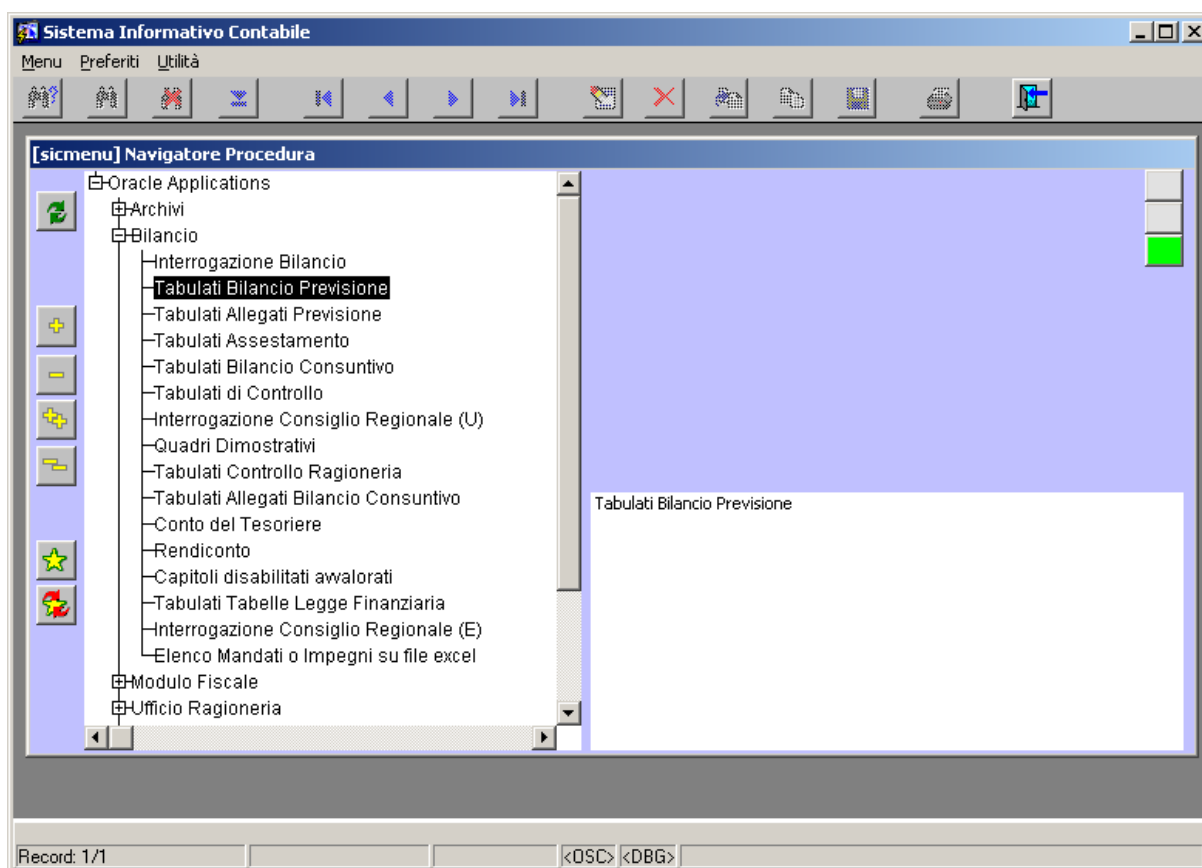 Sistema Informativo Contabile
Menu Preferiti Utilità
[sicmenu] Navigatore Procedura
Oracle Applications
Archivi
Bilancio
Interrogazione Bilancio
Tabulati Bilancio Previsione
Tabulati Allegati Previsione
Tabulati Assestamento
Tabulati Bilancio Consuntivo
Tabulati di Controllo
Interrogazione Consiglio Regionale (U)
Quadri Dimostrativi
Tabulati Controllo Ragioneria
Tabulati Allegati Bilancio Consuntivo
Conto del Tesoriere
Rendiconto
Capitoli disabilitati avvalorati
Tabulati Tabelle Legge Finanziaria
Interrogazione Consiglio Regionale (E)
Elenco Mandati o Impegni su file excel
Modulo Fiscale
Ufficio Ragioneria
Tabulati Bilancio Previsione
Record: 1/1 <OSC> <DBG>